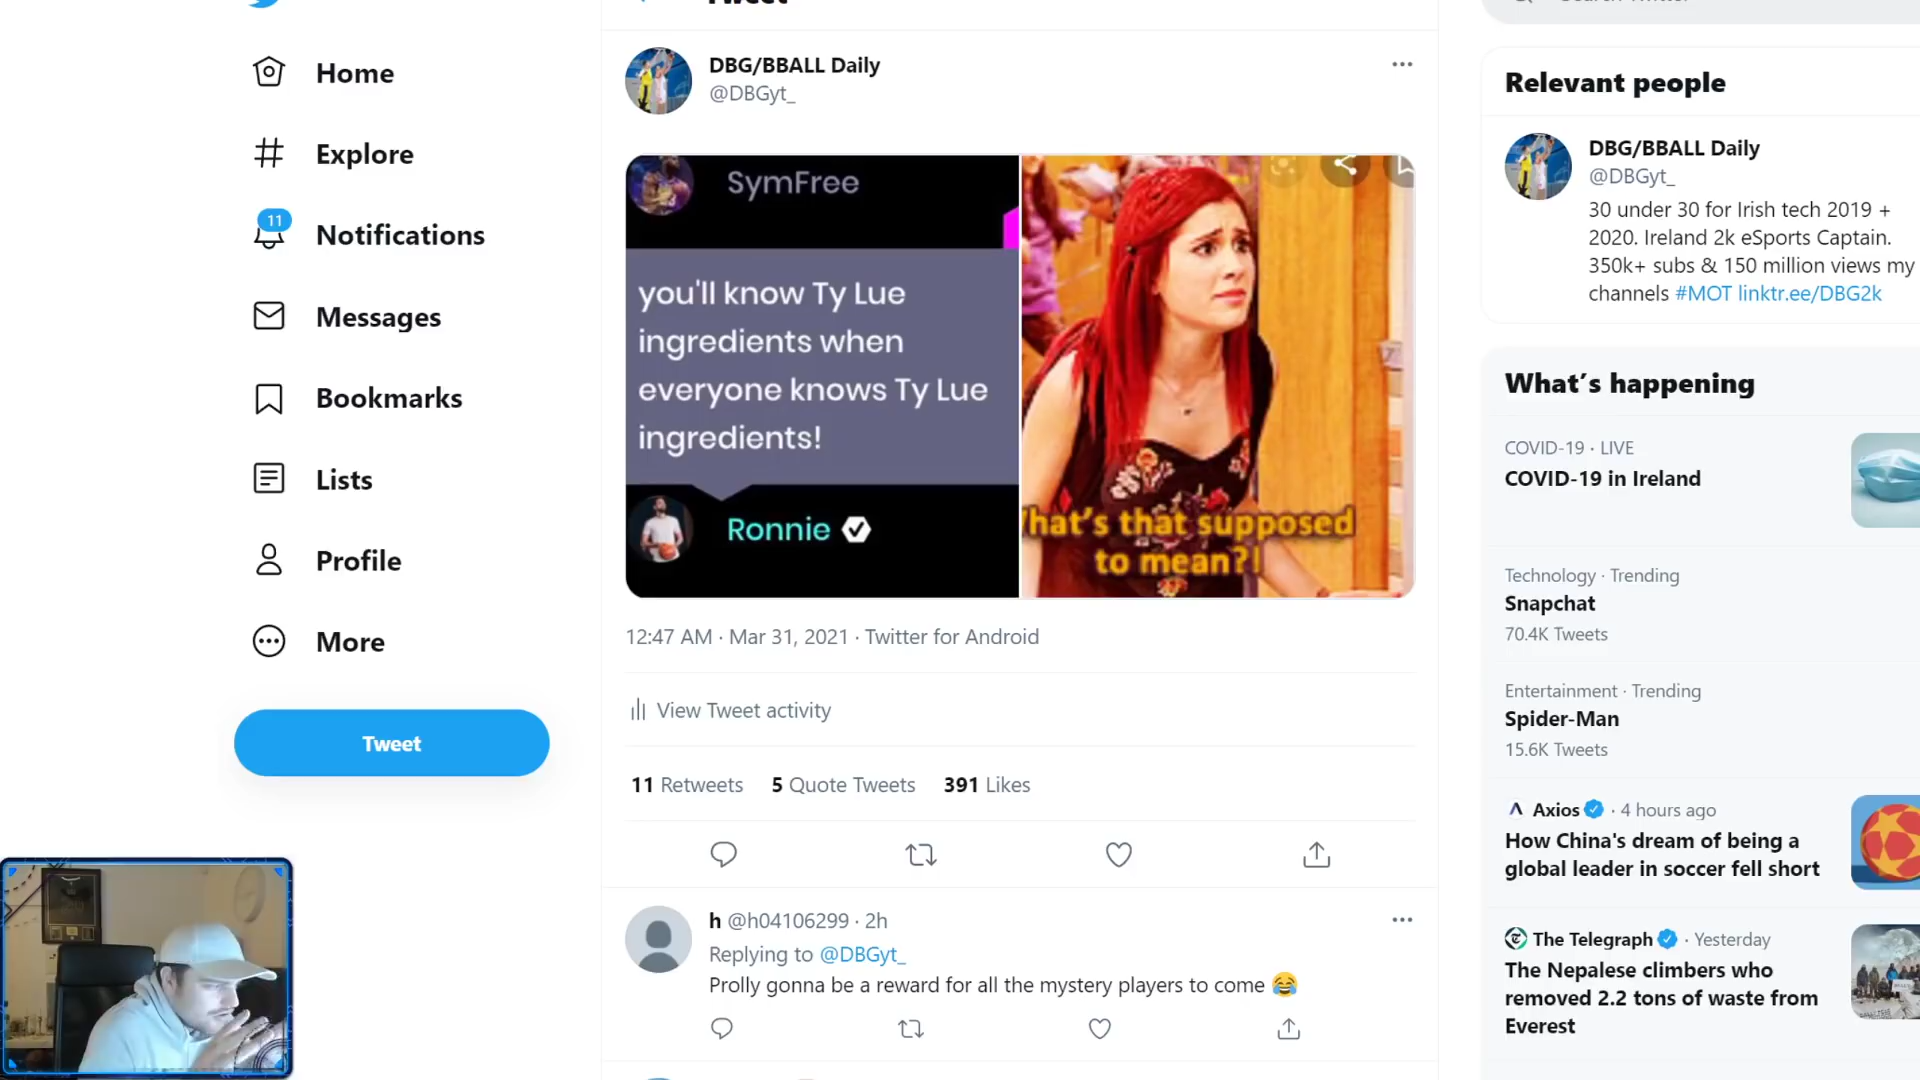 Tweet
Search Twitter
Home
Explore
11
Notifications
Messages
Bookmarks
Lists
Profile
More
Tweet
DBG/BBALL Daily
@DBGyt_
SymFree
you'll know Ty Lue
ingredients when
everyone knows Ty Lue
ingredients!
Ronnie
hat's that supposed
to mean?!
12:47 AM · Mar 31, 2021 · Twitter for Android
View Tweet activity
11 Retweets 5 Quote Tweets 391 Likes
h @h04106299 · 2h
Replying to @DBGyt_
Prolly gonna be a reward for all the mystery players to come 😂
Relevant people
DBG/BBALL Daily
@DBGyt_
30 under 30 for Irish tech 2019 +
2020. Ireland 2k eSports Captain.
350k+ subs & 150 million views my
channels #MOT linktr.ee/DBG2k
What's happening
COVID-19 · LIVE
COVID-19 in Ireland
Technology · Trending
Snapchat
70.4K Tweets
Entertainment · Trending
Spider-Man
15.6K Tweets
Axios · 4 hours ago
How China's dream of being a
global leader in soccer fell short
The Telegraph · Yesterday
The Nepalese climbers who
removed 2.2 tons of waste from
Everest